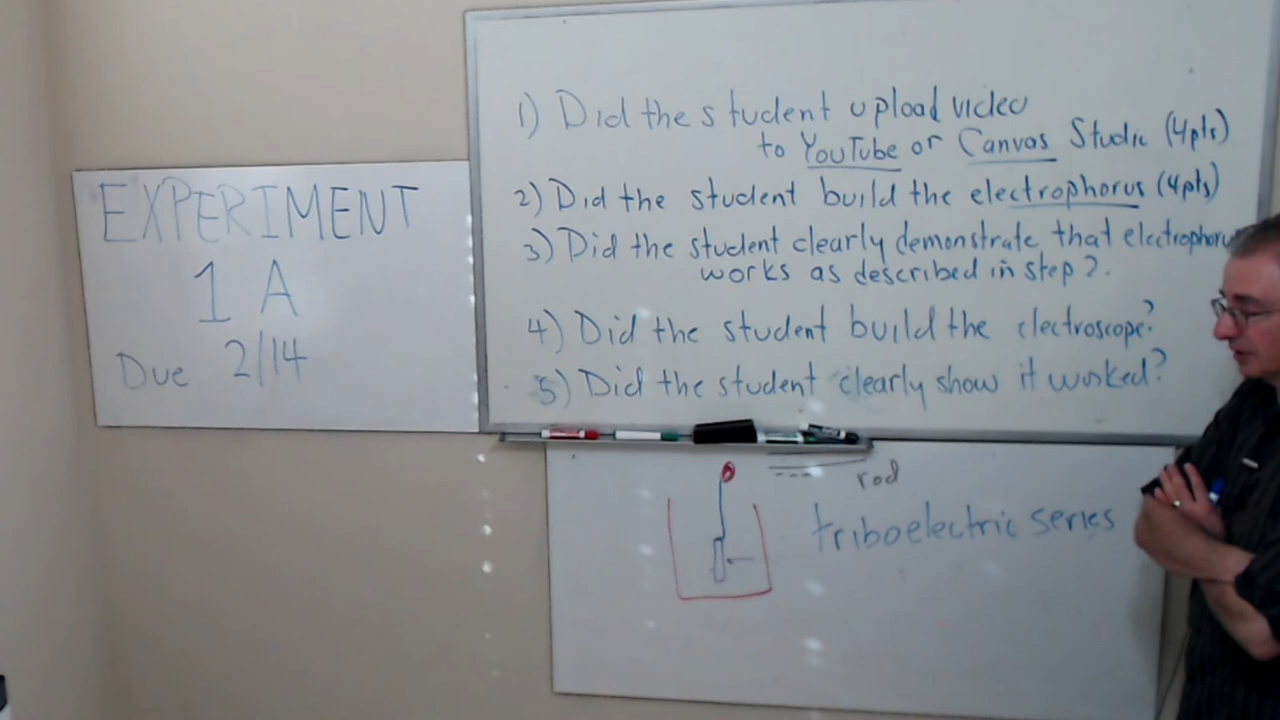 EXPERIMENT
1 A
Due 2/14
1) Did the student upload video
to YouTube or Canvas Studio (4pts)
2) Did the student build the electrophorus (4pts)
3) Did the student clearly demonstrate that electrophorus
works as described in step 2.
4) Did the student build the electroscope?
5) Did the student clearly show it worked?
rod
triboelectric series